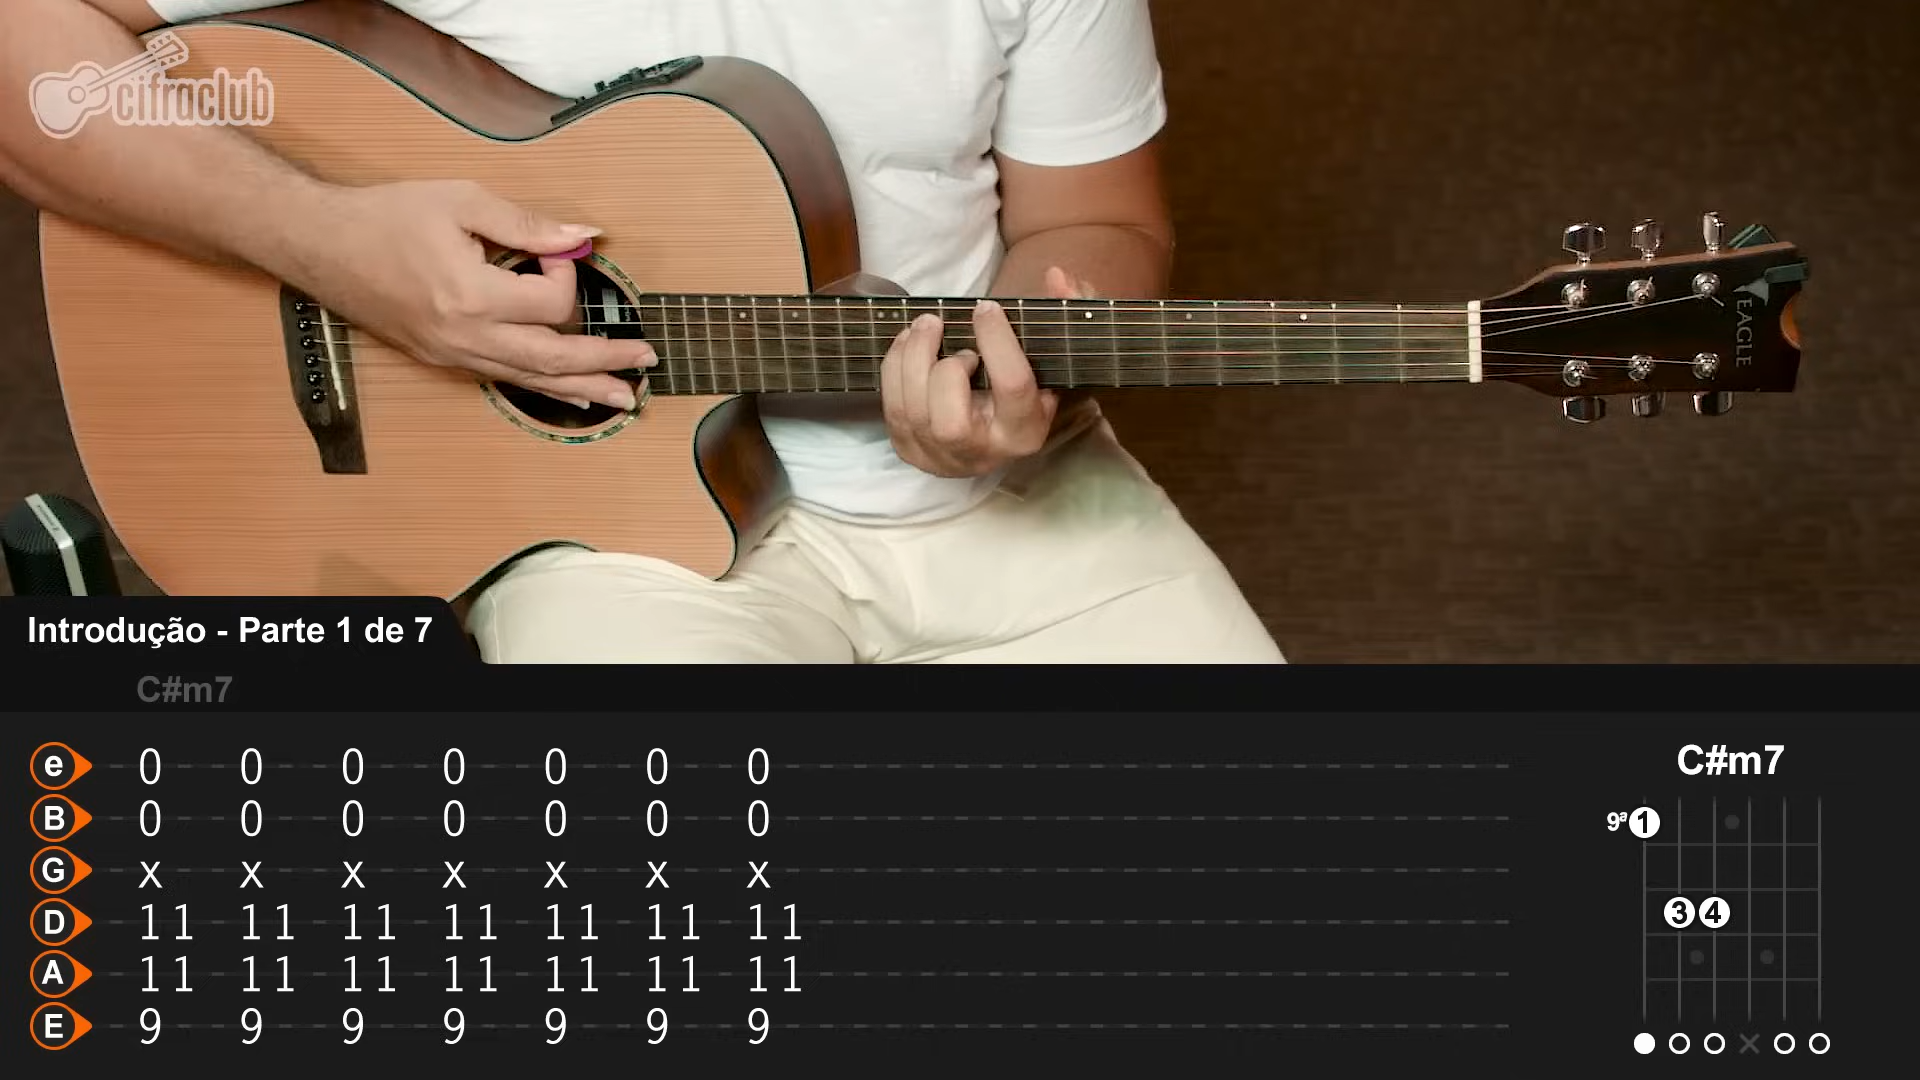 cifraclub
EAGLE
Introdução - Parte 1 de 7
C#m7
e 0 0 0 0 0 0 0
B 0 0 0 0 0 0 0
G x x x x x x x
D 11 11 11 11 11 11 11
A 11 11 11 11 11 11 11
E 9 9 9 9 9 9 9
C#m7
9ª 1
3 4
x